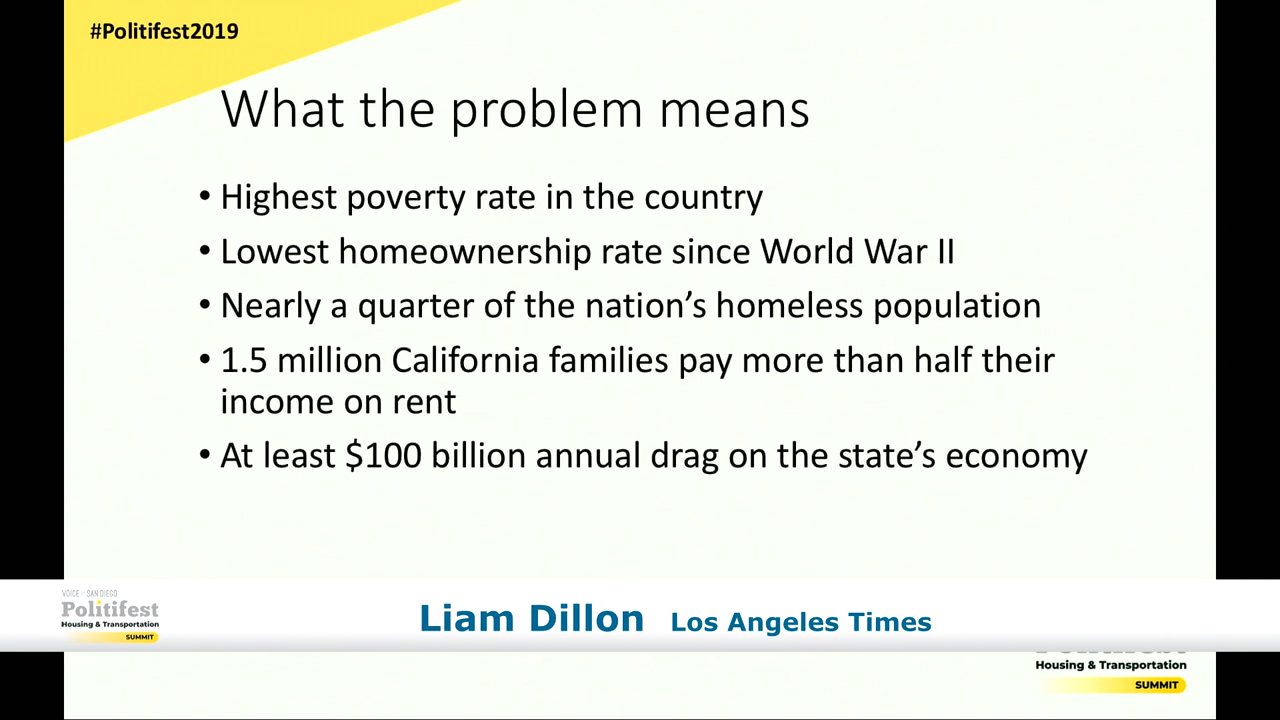 #Politifest2019
What the problem means
• Highest poverty rate in the country
• Lowest homeownership rate since World War II
• Nearly a quarter of the nation's homeless population
• 1.5 million California families pay more than half their
income on rent
• At least $100 billion annual drag on the state's economy
VOICE OF SAN DIEGO
Politifest
Housing & Transportation
SUMMIT
Liam Dillon Los Angeles Times
Housing & Transportation
SUMMIT